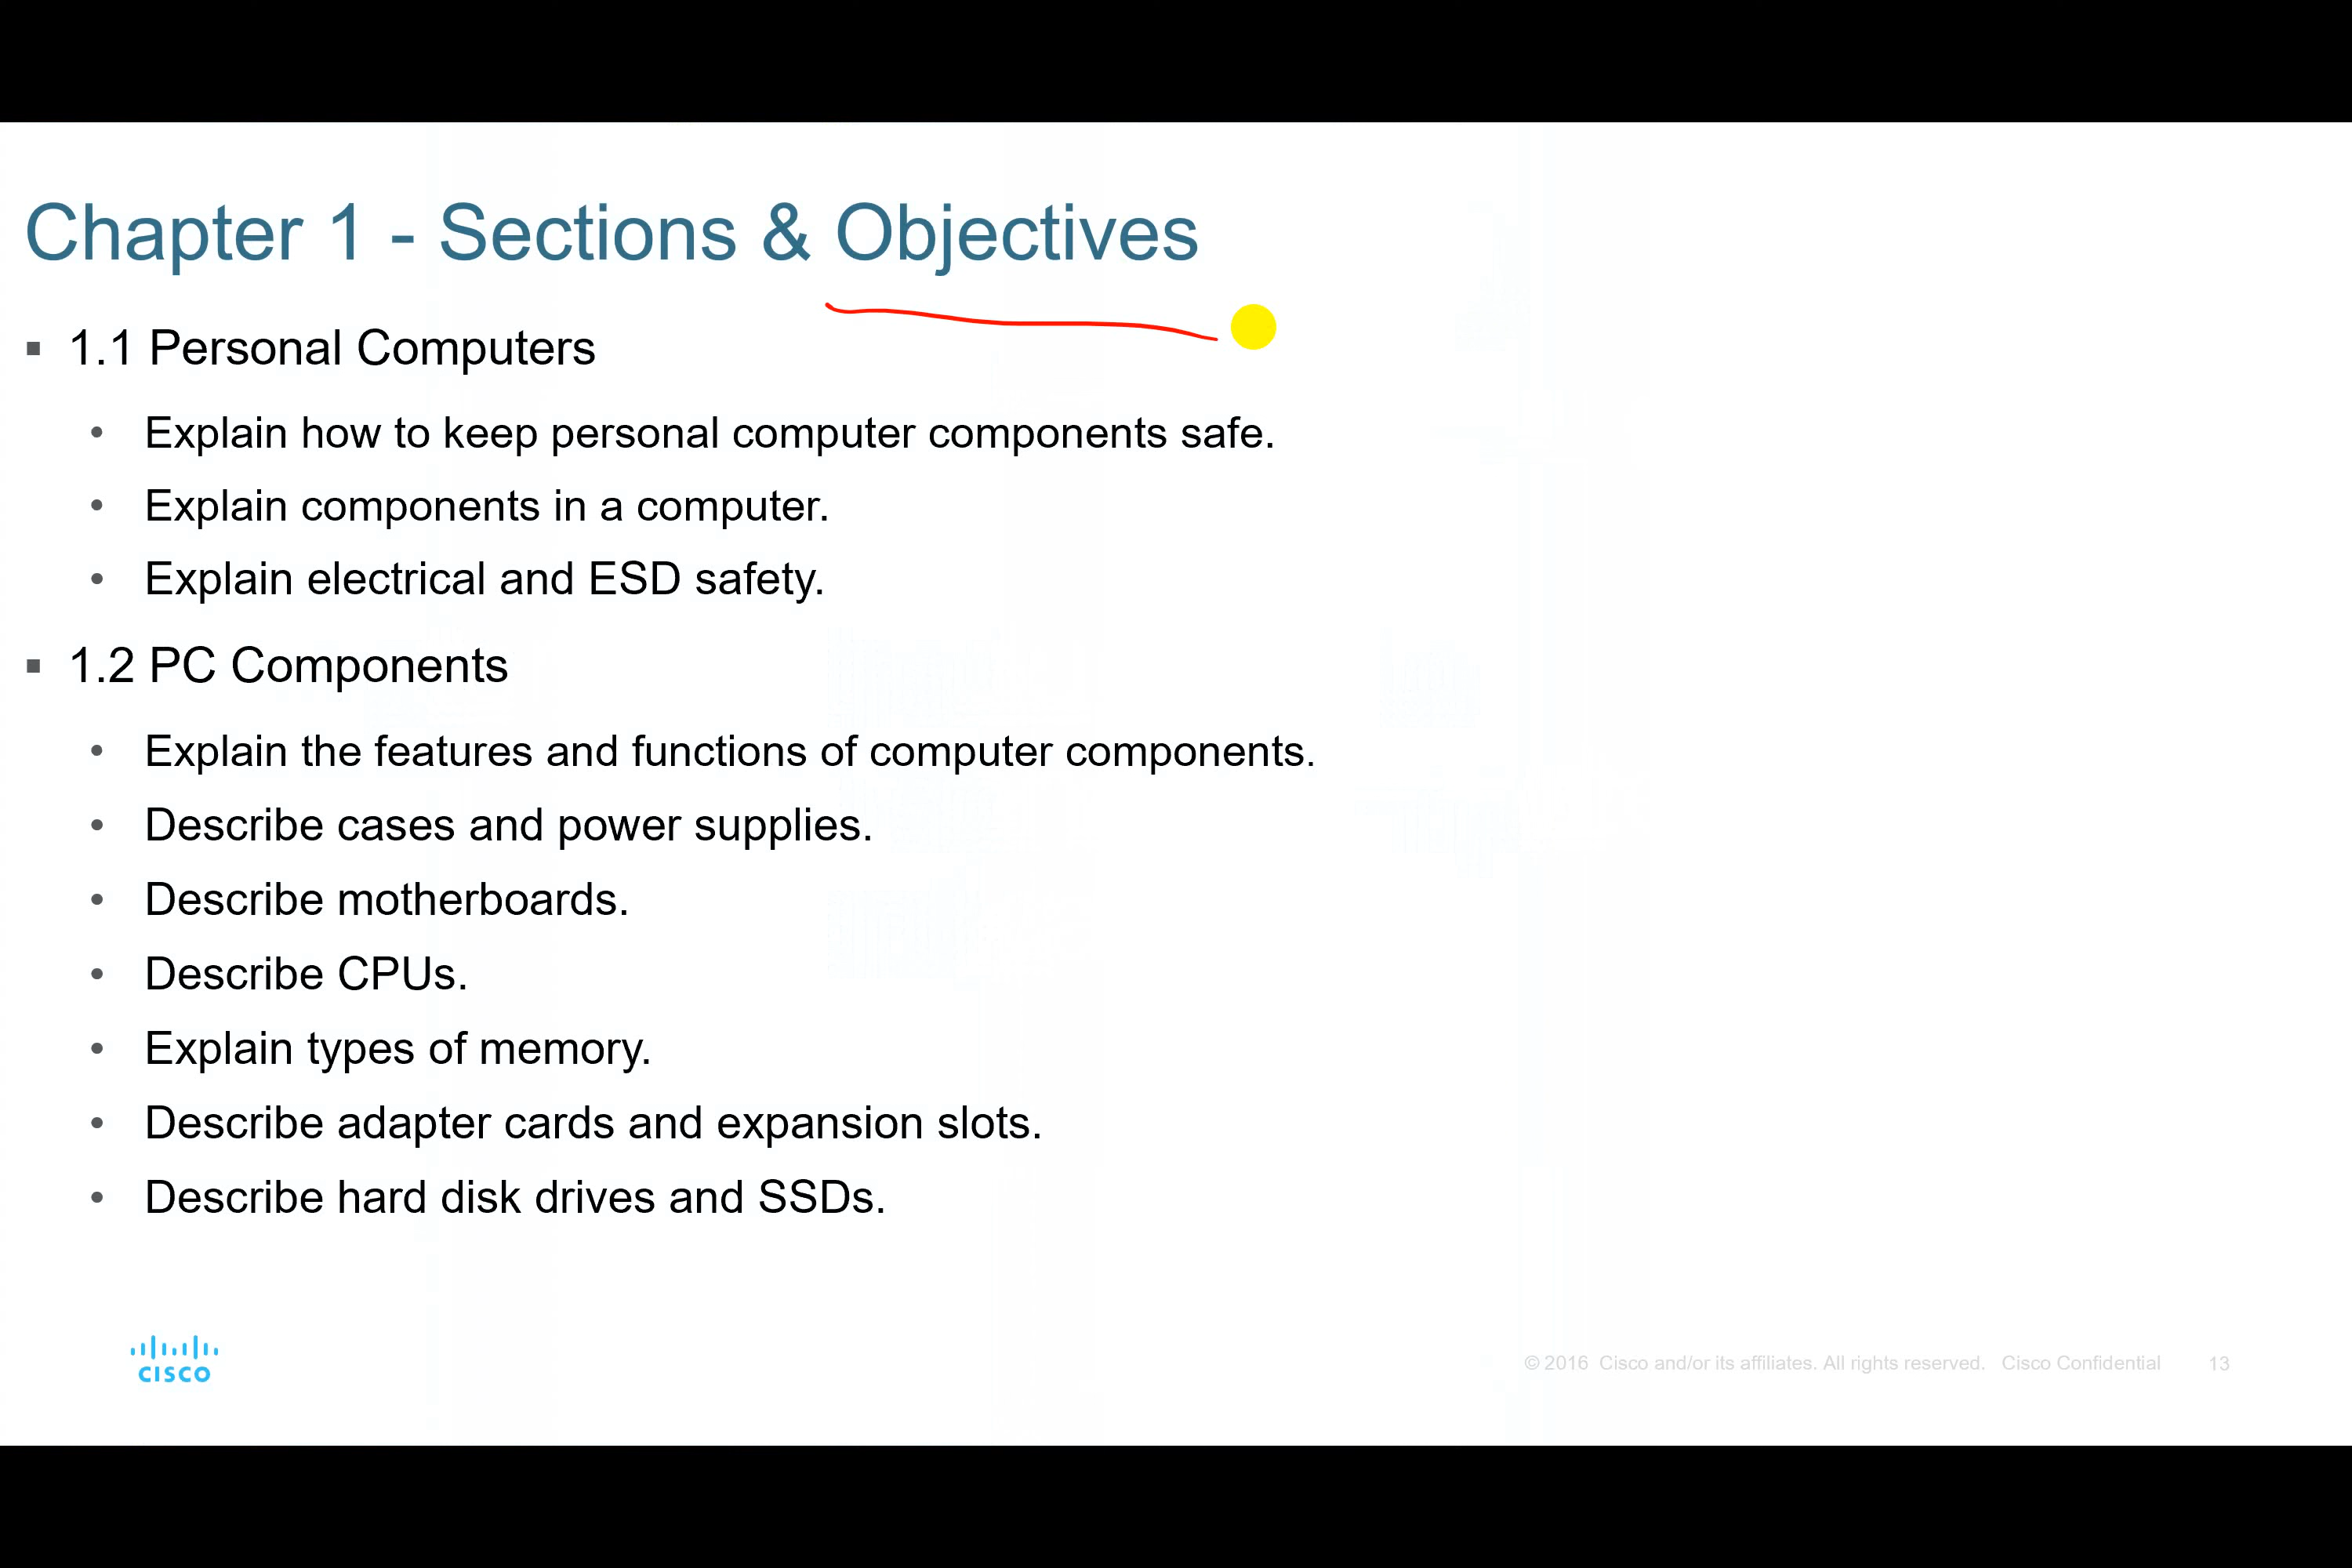 Chapter 1 - Sections & Objectives
▪ 1.1 Personal Computers
• Explain how to keep personal computer components safe.
• Explain components in a computer.
• Explain electrical and ESD safety.
▪ 1.2 PC Components
• Explain the features and functions of computer components.
• Describe cases and power supplies.
• Describe motherboards.
• Describe CPUs.
• Explain types of memory.
• Describe adapter cards and expansion slots.
• Describe hard disk drives and SSDs.
CISCO
© 2016 Cisco and/or its affiliates. All rights reserved. Cisco Confidential 13